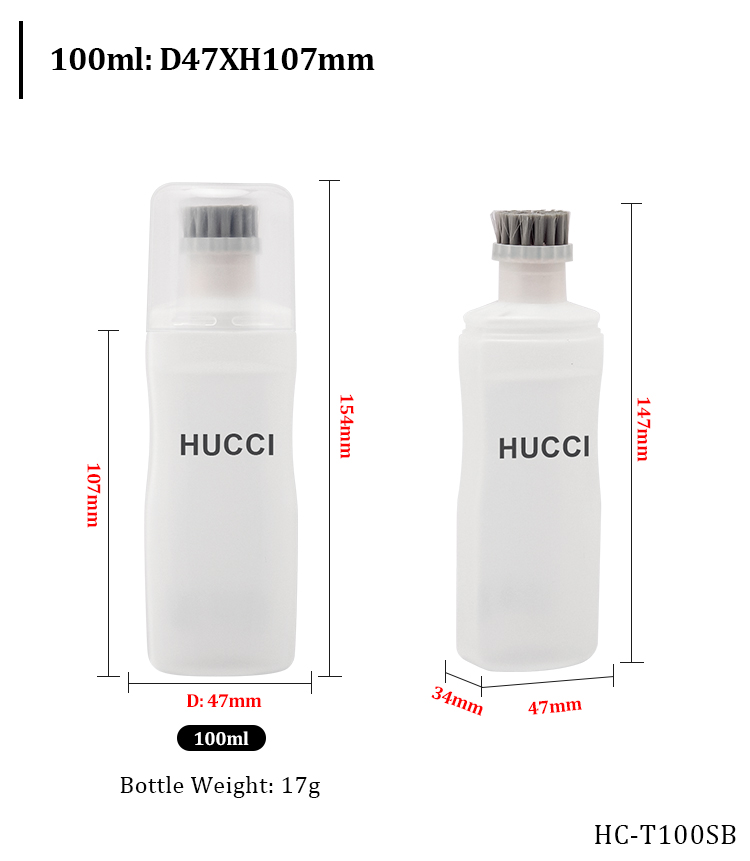 100ml: D47XH107mm
HUCCI
107mm
154mm
D: 47mm
100ml
Bottle Weight: 17g
HUCCI
147mm
34mm
47mm
HC-T100SB